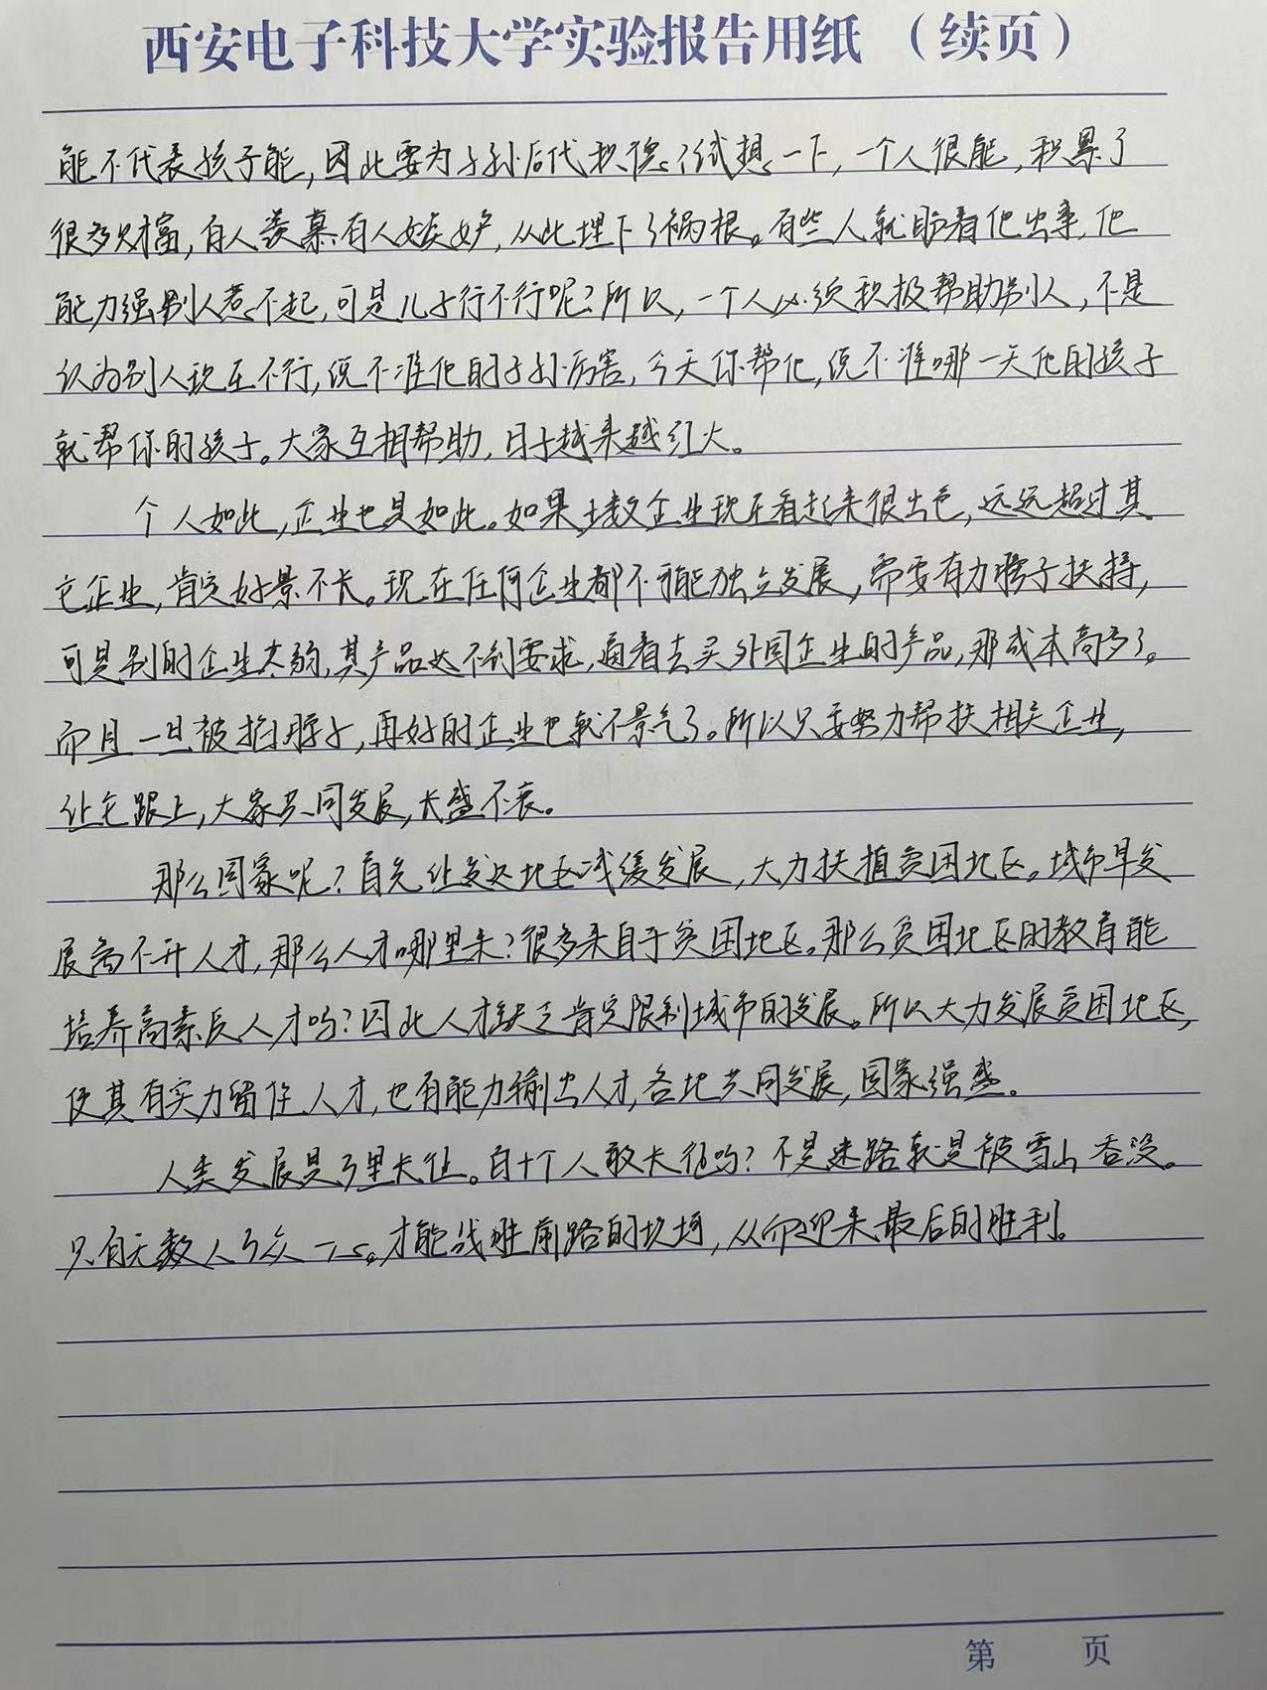 西安电子科技大学实验报告用纸 （续页）
能不代表孩子能，因此要为子孙后代积德？试想一下，一个人很能，积累了
很多财富，有人羡慕有人嫉妒，从此埋下了祸根。有些人就盼着他出事，他
能力强别人惹不起，可是儿子行不行呢？所以，一个人必须积极帮助别人，不是
认为别人现在不行，说不准他的子孙厉害，今天你帮他，说不准哪一天他的孩子
就帮你的孩子。大家互相帮助，日子越来越红火。
个人如此，企业也是如此。如果少数企业现在看起来很出色，远远超过其
它企业，肯定好景不长。现在任何企业都不可能独立发展，需要有力膀子扶持，
可是别的企业太弱，其产品达不到要求，逼着去买外国企业的产品，那成本高多了。
而且一旦被掐脖子，再好的企业也就不景气了。所以只要努力帮扶相关企业，
让它跟上，大家共同发展，长盛不衰。
那么国家呢？首先让发达地区减缓发展，大力扶植贫困地区。城市早发
展离不开人才，那么人才哪里来？很多来自于贫困地区。那么贫困地区的教育能
培养高素质人才吗？因此人才缺乏肯定限制城市的发展。所以大力发展贫困地区，
使其有实力留住人才，也有能力输出人才，各地共同发展，国家强盛。
人类发展是万里长征。百十个人敢长征吗？不是迷路就是被雪山吞没。
只有无数人万众一心。才能战胜前路的坎坷，从而迎来最后的胜利。
第 页